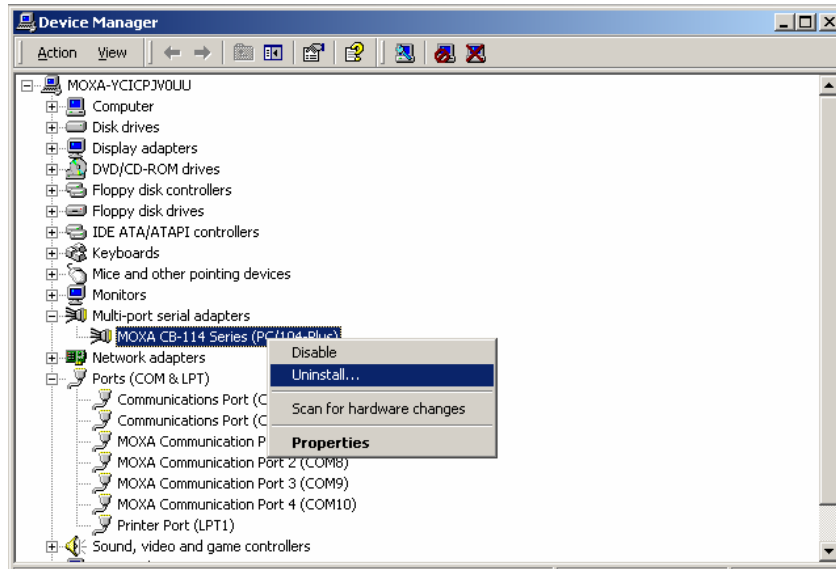 Device Manager
Action View
MOXA-YCICPJV0UU
Computer
Disk drives
Display adapters
DVD/CD-ROM drives
Floppy disk controllers
Floppy disk drives
IDE ATA/ATAPI controllers
Keyboards
Mice and other pointing devices
Monitors
Multi-port serial adapters
MOXA CB-114 Series (PC/104-Plus)
Disable
Uninstall...
Scan for hardware changes
Properties
Network adapters
Ports (COM & LPT)
Communications Port (C
Communications Port (C
MOXA Communication P
MOXA Communication Port 2 (COM8)
MOXA Communication Port 3 (COM9)
MOXA Communication Port 4 (COM10)
Printer Port (LPT1)
Sound, video and game controllers